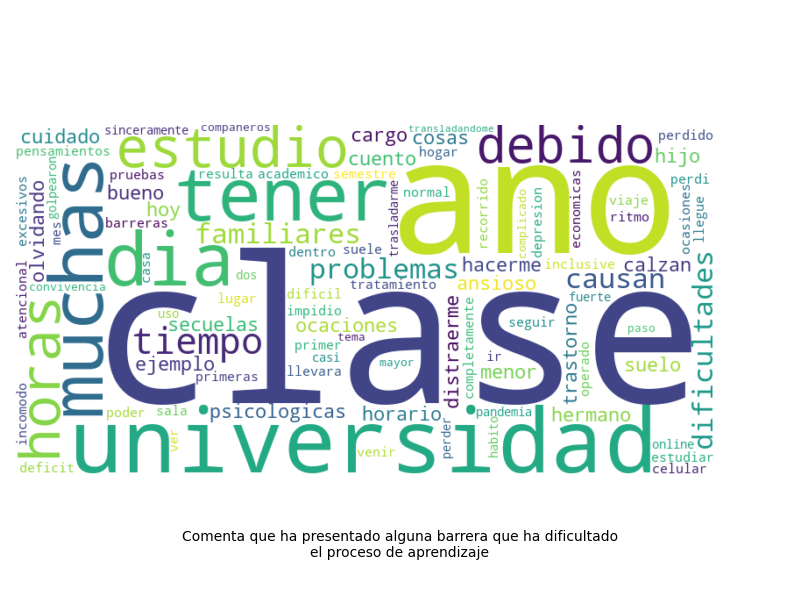 cuidado
sinceramente
companeros
cargo
cosas
transladandome
perdido
pensamientos
estudio
cuento
hogar
debido
hijo
excesivos
olvidando
golpearon
muchas
pruebas
bueno
hoy
barreras
resulta
academico
semestre
tener
trasladarme
normal
ano
recorrido
complicado
depresion
economicas
viaje
ritmo
perdi
ocasiones
llegue
mes
familiares
dia
casa
dentro
suele
problemas
hacerme
inclusive
calzan
atencional
convivencia
dos
tratamiento
ansioso
causan
lugar
dificil
fuerte
horas
uso
secuelas
impidio
ocaciones
tiempo
clase
distraerme
completamente
seguir
trastorno
paso
dificultades
primer
tema
ejemplo
casi
llevara
mayor
ir
menor
operado
suelo
primeras
incomodo
poder
sala
psicologicas
horario
pandemia
hermano
universidad
ver
venir
perder
habito
online
estudiar
celular
deficit
Comenta que ha presentado alguna barrera que ha dificultado
el proceso de aprendizaje